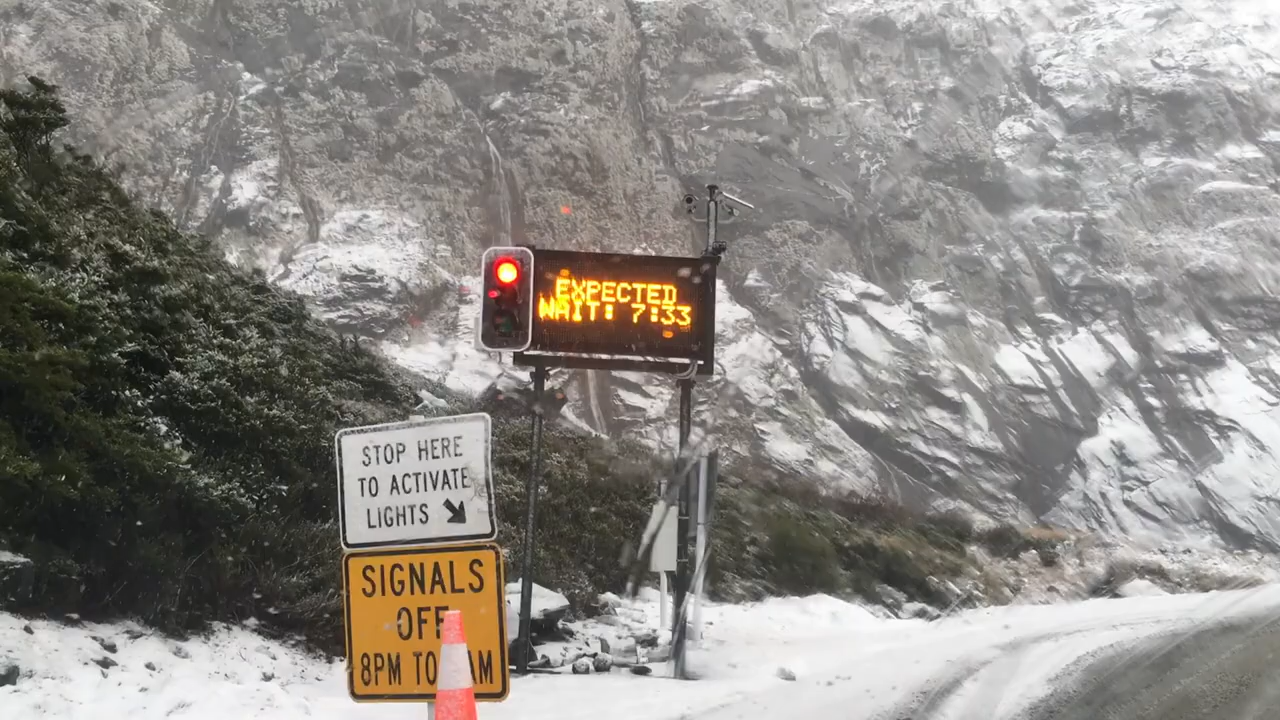 EXPECTED
WAIT: 7:33
STOP HERE
TO ACTIVATE
LIGHTS
SIGNALS
OFF
8PM TO AM